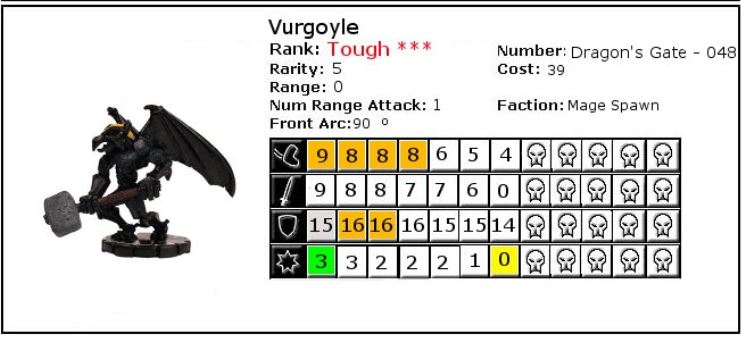 Vurgoyle
Rank: Tough ***
Number: Dragon's Gate - 048
Rarity: 5
Cost: 39
Range: 0
Num Range Attack: 1
Faction: Mage Spawn
Front Arc:90 º
9 8 8 8 6 5 4
9 8 8 7 7 6 0
15 16 16 16 15 15 14
3 3 2 2 2 1 0